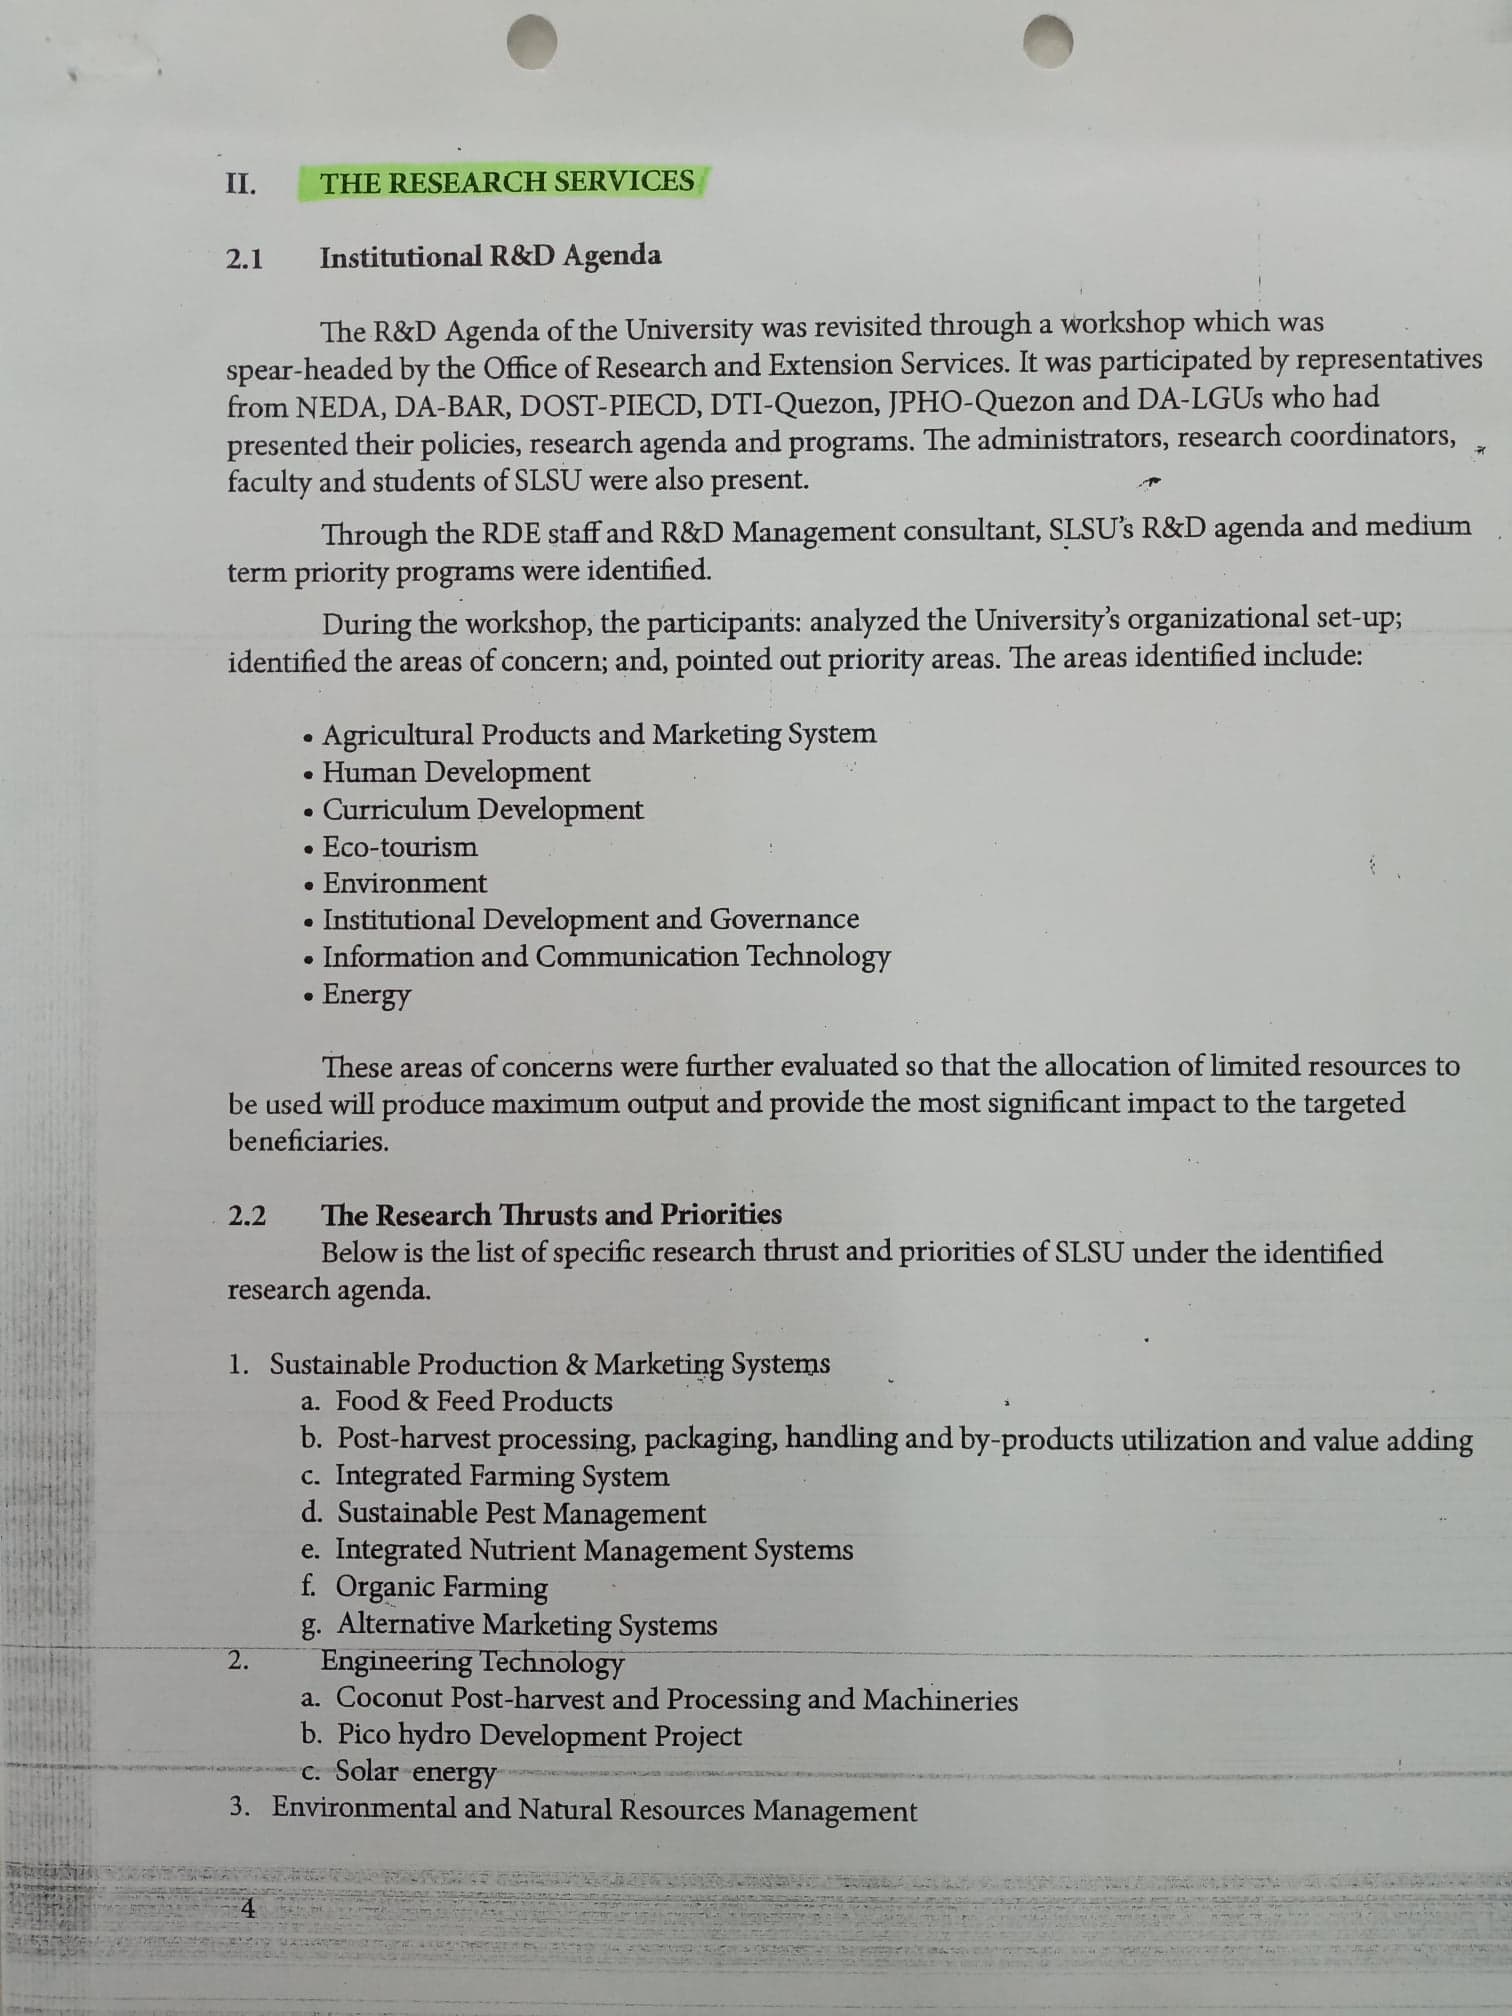 II. THE RESEARCH SERVICES
2.1 Institutional R&D Agenda
The R&D Agenda of the University was revisited through a workshop which was
spear-headed by the Office of Research and Extension Services. It was participated by representatives
from NEDA, DA-BAR, DOST-PIECD, DTI-Quezon, JPHO-Quezon and DA-LGUs who had
presented their policies, research agenda and programs. The administrators, research coordinators,
faculty and students of SLSU were also present.
Through the RDE staff and R&D Management consultant, SLSU's R&D agenda and medium
term priority programs were identified.
During the workshop, the participants: analyzed the University's organizational set-up;
identified the areas of concern; and, pointed out priority areas. The areas identified include:
• Agricultural Products and Marketing System
• Human Development
• Curriculum Development
• Eco-tourism
• Environment
• Institutional Development and Governance
• Information and Communication Technology
• Energy
These areas of concerns were further evaluated so that the allocation of limited resources to
be used will produce maximum output and provide the most significant impact to the targeted
beneficiaries.
2.2 The Research Thrusts and Priorities
Below is the list of specific research thrust and priorities of SLSU under the identified
research agenda.
1. Sustainable Production & Marketing Systems
a. Food & Feed Products
b. Post-harvest processing, packaging, handling and by-products utilization and value adding
c. Integrated Farming System
d. Sustainable Pest Management
e. Integrated Nutrient Management Systems
f. Organic Farming
g. Alternative Marketing Systems
2. Engineering Technology
a. Coconut Post-harvest and Processing and Machineries
b. Pico hydro Development Project
c. Solar energy
3. Environmental and Natural Resources Management
4